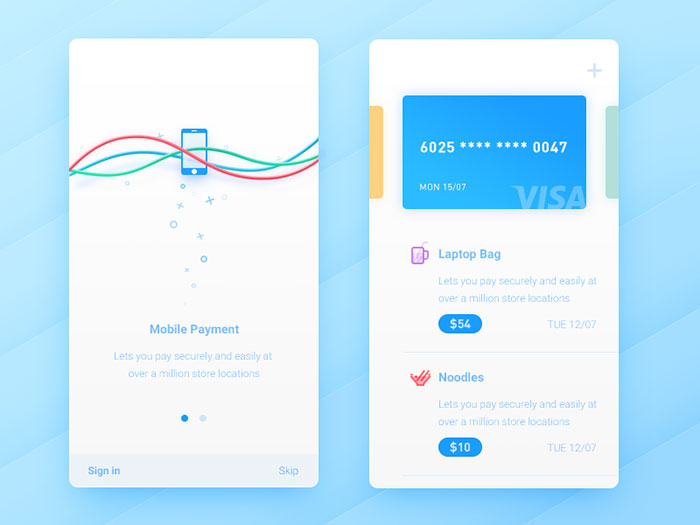 Mobile Payment
Lets you pay securely and easily at
over a million store locations
Sign in
Skip
6025 **** **** 0047
MON 15/07
VISA
Laptop Bag
Lets you pay securely and easily at
over a million store locations
$54
TUE 12/07
Noodles
Lets you pay securely and easily at
over a million store locations
$10
TUE 12/07